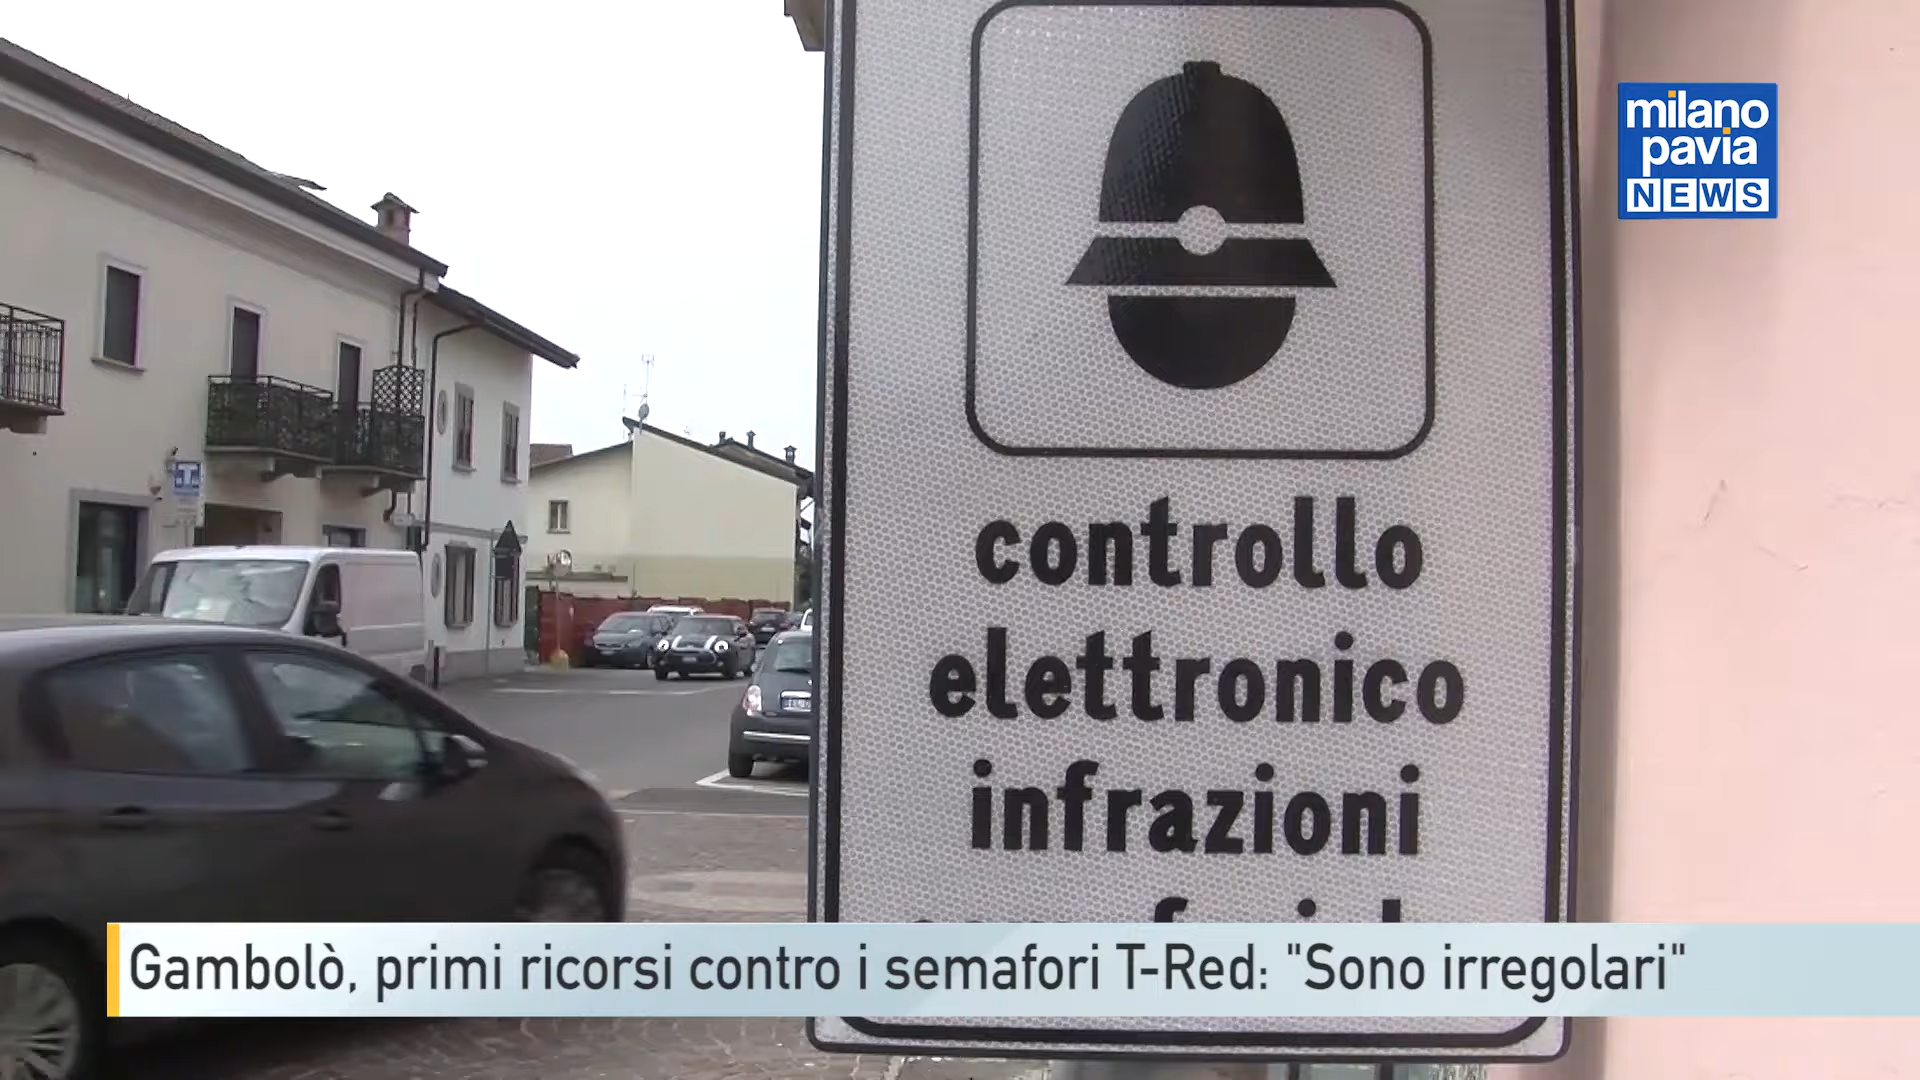 milano
pavia
NEWS
controllo
elettronico
infrazioni
Gambolò, primi ricorsi contro i semafori T-Red: "Sono irregolari"